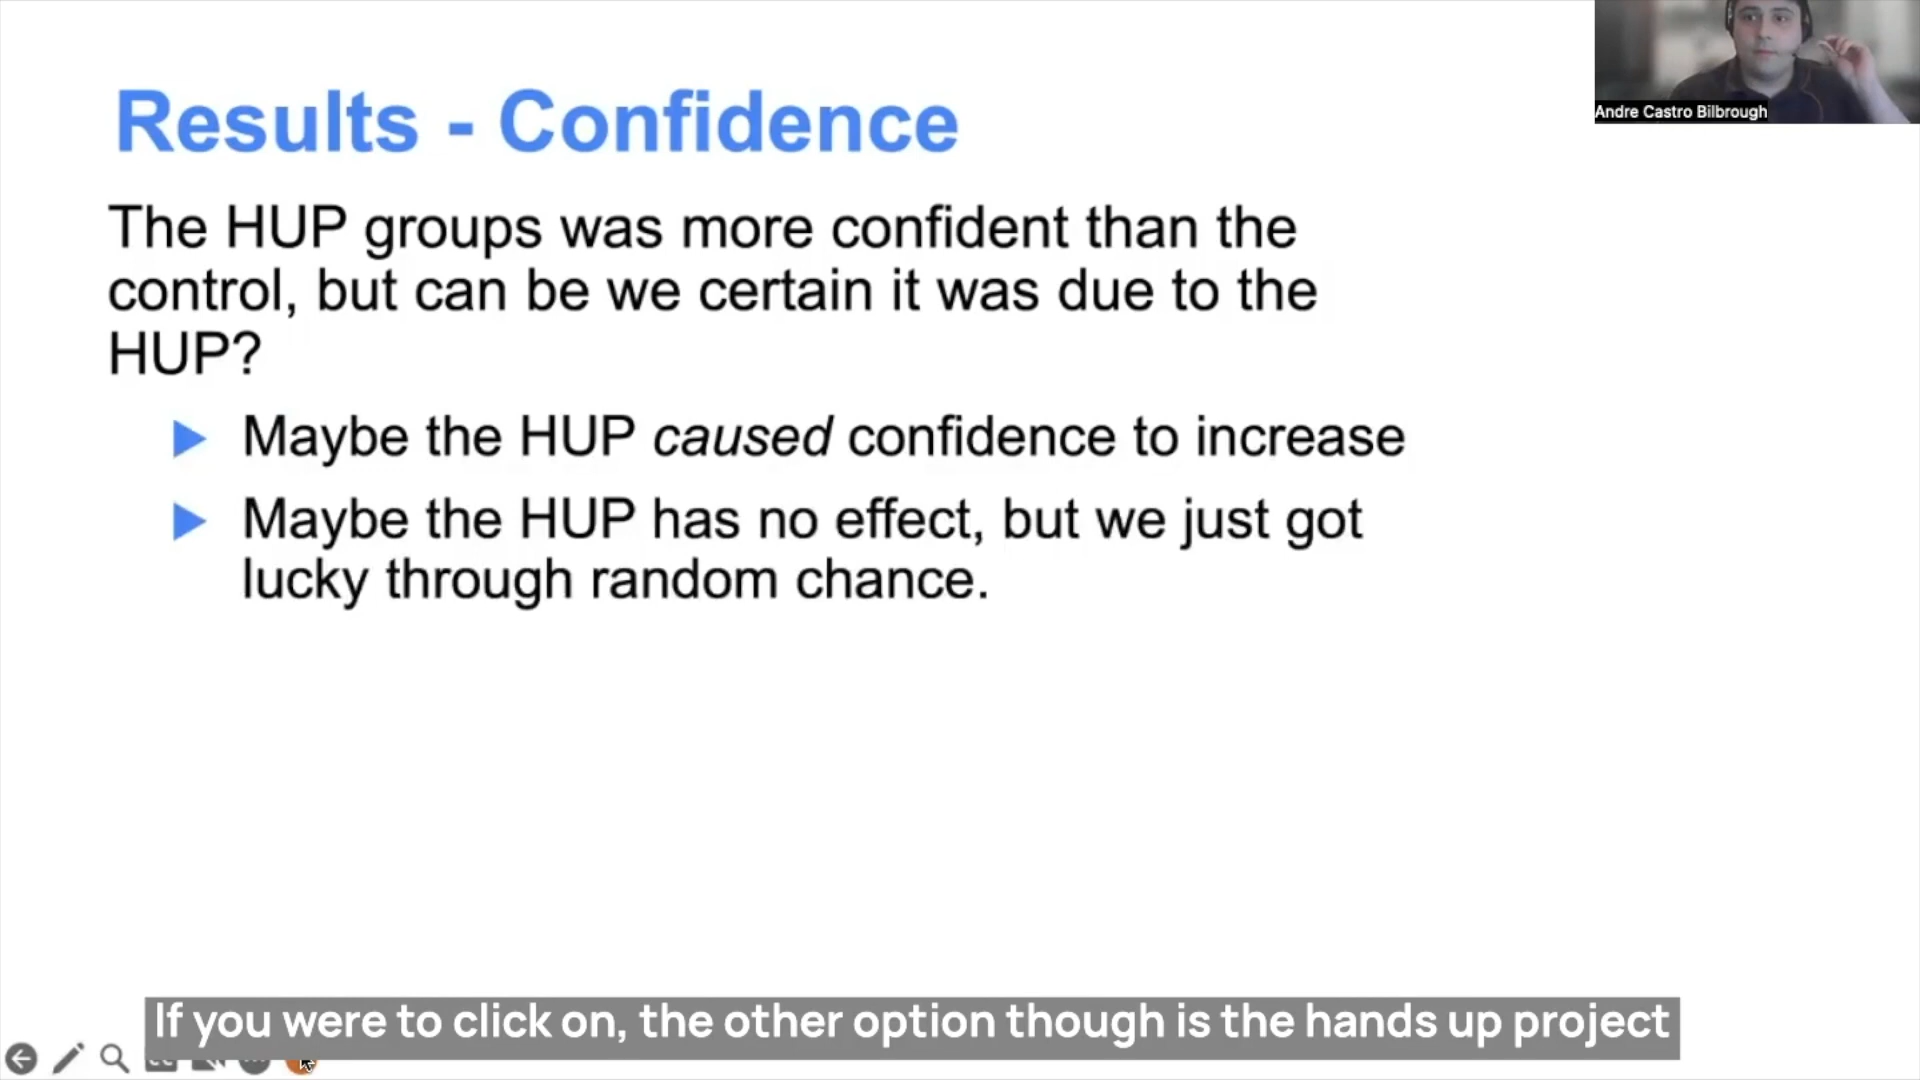 Results - Confidence
Andre Castro Bilbrough
The HUP groups was more confident than the
control, but can be we certain it was due to the
HUP?
Maybe the HUP caused confidence to increase
Maybe the HUP has no effect, but we just got
lucky through random chance.
If you were to click on, the other option though is the hands up project